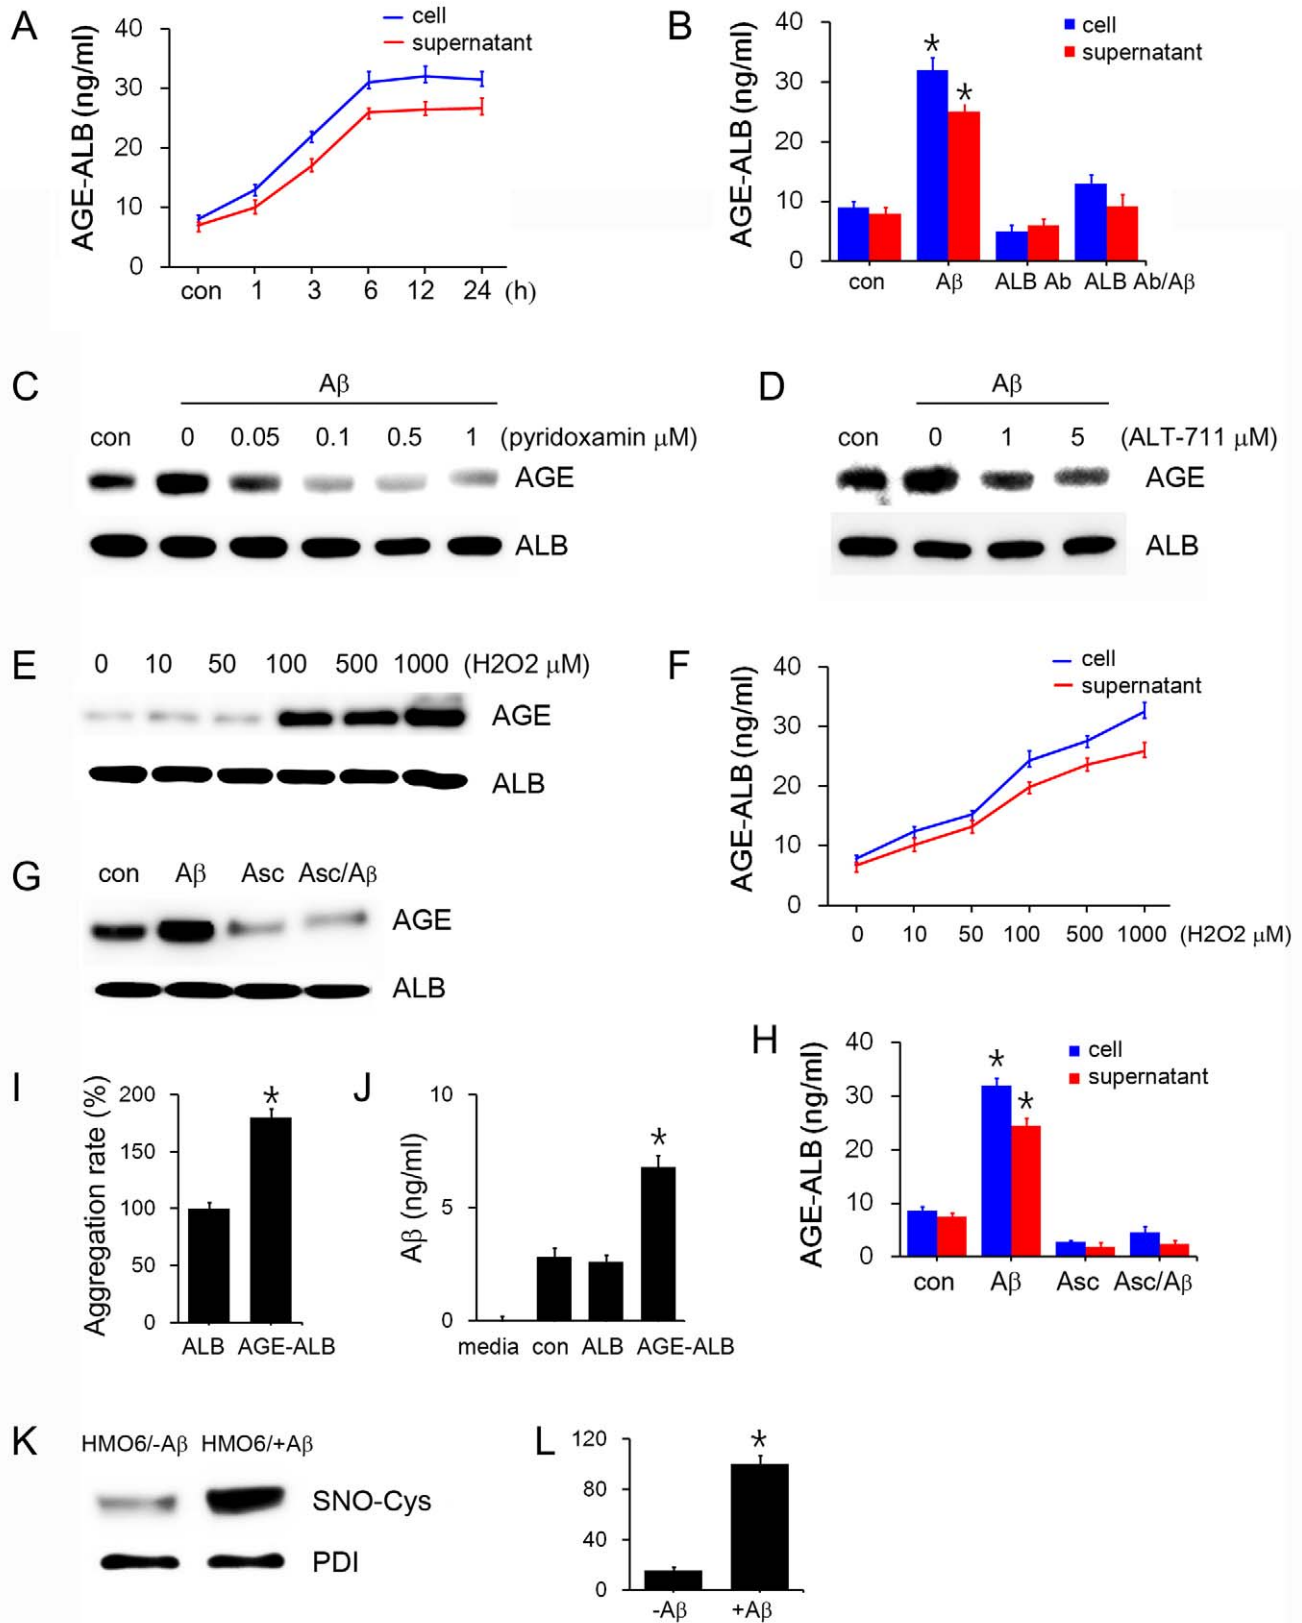 A
AGE-ALB (ng/ml)
40
30
20
10
0
cell
supernatant
con 1 3 6 12 24 (h)
B
AGE-ALB (ng/ml)
40
30
20
10
0
cell
supernatant
*
*
con Aβ ALB Ab ALB Ab/Aβ
C
Aβ
con 0 0.05 0.1 0.5 1 (pyridoxamin μM)
AGE
ALB
D
Aβ
con 0 1 5 (ALT-711 μM)
AGE
ALB
E
0 10 50 100 500 1000 (H2O2 μM)
AGE
ALB
F
AGE-ALB (ng/ml)
40
30
20
10
0
cell
supernatant
0 10 50 100 500 1000 (H2O2 μM)
G
con Aβ Asc Asc/Aβ
AGE
ALB
H
AGE-ALB (ng/ml)
40
30
20
10
0
cell
supernatant
*
*
con Aβ Asc Asc/Aβ
I
Aggregation rate (%)
200
150
100
50
0
*
ALB AGE-ALB
J
Aβ (ng/ml)
10
5
0
*
media con ALB AGE-ALB
K
HMO6/-Aβ HMO6/+Aβ
SNO-Cys
PDI
L
120
80
40
0
*
-Aβ +Aβ